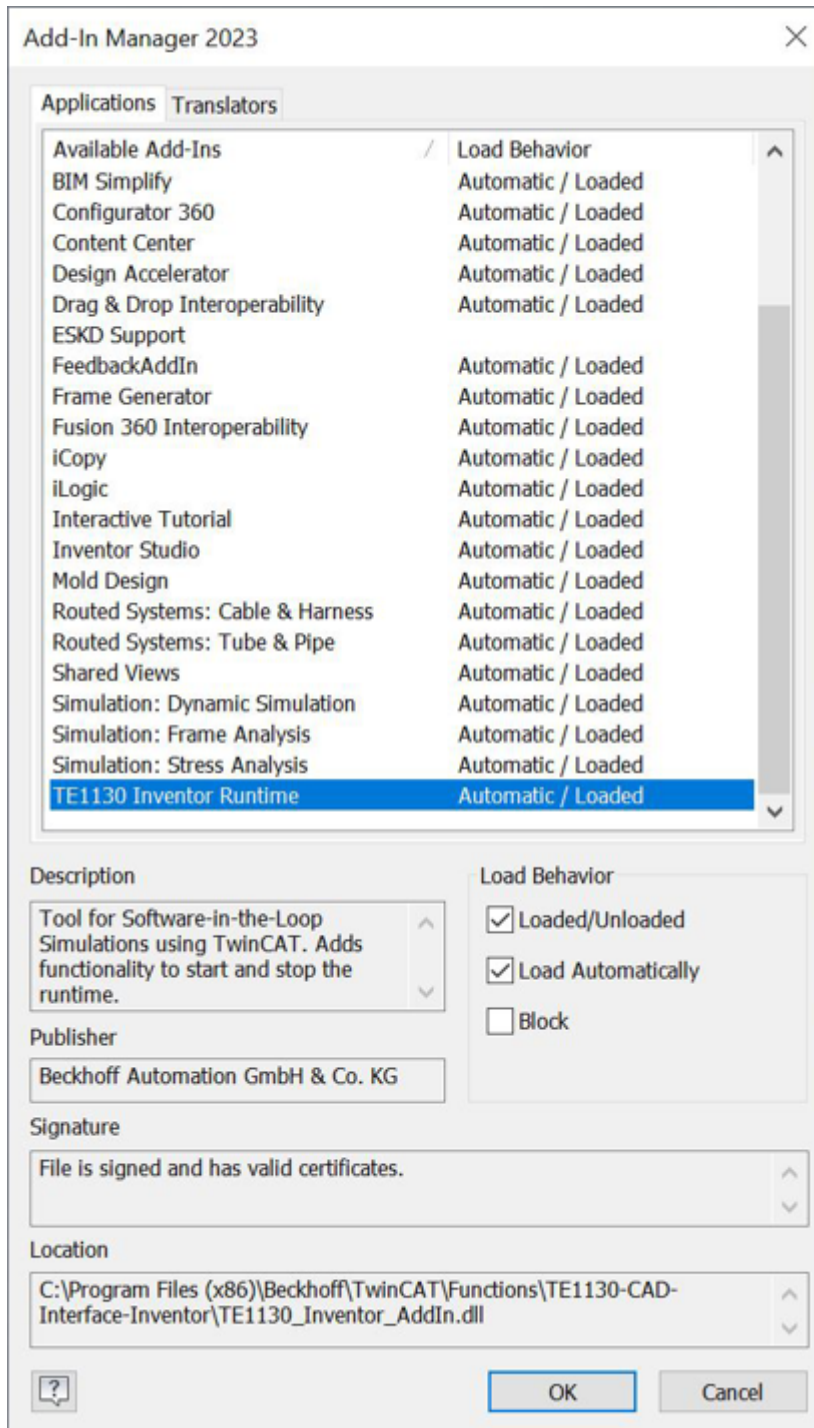 Add-In Manager 2023
Applications Translators
Available Add-Ins / Load Behavior
BIM Simplify Automatic / Loaded
Configurator 360 Automatic / Loaded
Content Center Automatic / Loaded
Design Accelerator Automatic / Loaded
Drag & Drop Interoperability Automatic / Loaded
ESKD Support
FeedbackAddIn Automatic / Loaded
Frame Generator Automatic / Loaded
Fusion 360 Interoperability Automatic / Loaded
iCopy Automatic / Loaded
iLogic Automatic / Loaded
Interactive Tutorial Automatic / Loaded
Inventor Studio Automatic / Loaded
Mold Design Automatic / Loaded
Routed Systems: Cable & Harness Automatic / Loaded
Routed Systems: Tube & Pipe Automatic / Loaded
Shared Views Automatic / Loaded
Simulation: Dynamic Simulation Automatic / Loaded
Simulation: Frame Analysis Automatic / Loaded
Simulation: Stress Analysis Automatic / Loaded
TE1130 Inventor Runtime Automatic / Loaded
Description
Tool for Software-in-the-Loop
Simulations using TwinCAT. Adds
functionality to start and stop the
runtime.
Load Behavior
Loaded/Unloaded
Load Automatically
Block
Publisher
Beckhoff Automation GmbH & Co. KG
Signature
File is signed and has valid certificates.
Location
C:\Program Files (x86)\Beckhoff\TwinCAT\Functions\TE1130-CAD-
Interface-Inventor\TE1130_Inventor_AddIn.dll
?
OK Cancel